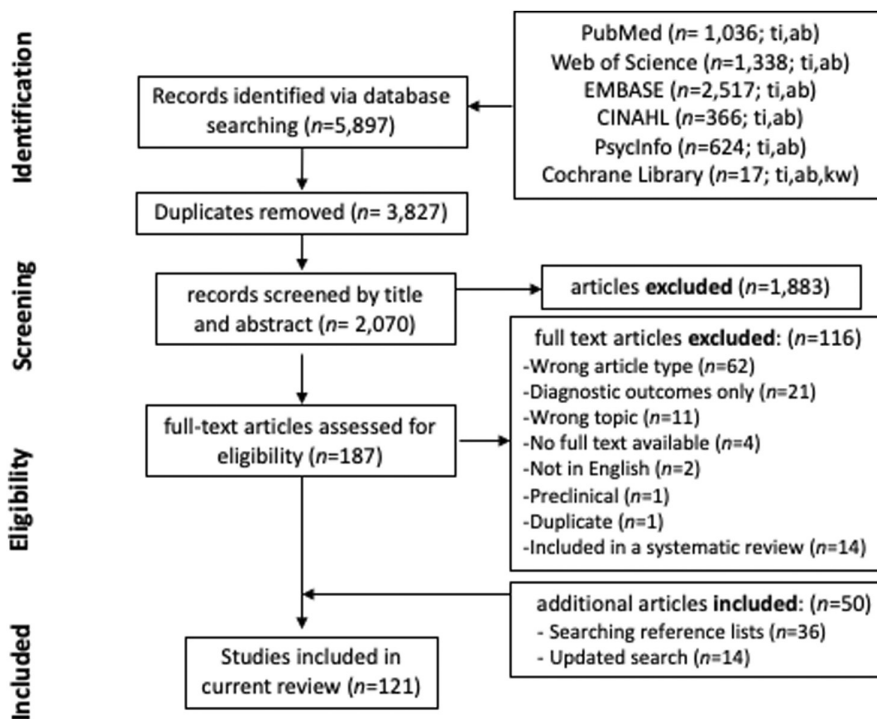 Identification
PubMed (n= 1,036; ti,ab)
Web of Science (n=1,338; ti,ab)
EMBASE (n=2,517; ti,ab)
CINAHL (n=366; ti,ab)
PsycInfo (n=624; ti,ab)
Cochrane Library (n=17; ti,ab,kw)
Records identified via database
searching (n=5,897)
Duplicates removed (n= 3,827)
Screening
records screened by title
and abstract (n= 2,070)
articles excluded (n=1,883)
Eligibility
full-text articles assessed for
eligibility (n=187)
full text articles excluded: (n=116)
-Wrong article type (n=62)
-Diagnostic outcomes only (n=21)
-Wrong topic (n=11)
-No full text available (n=4)
-Not in English (n=2)
-Preclinical (n=1)
-Duplicate (n=1)
-Included in a systematic review (n=14)
additional articles included: (n=50)
- Searching reference lists (n=36)
- Updated search (n=14)
Included
Studies included in
current review (n=121)